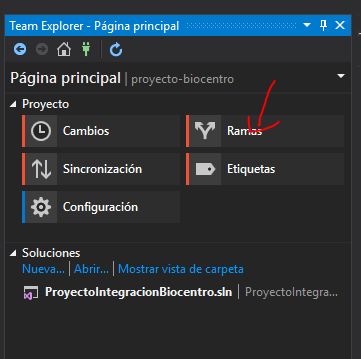 Team Explorer - Página principal
Página principal | proyecto-biocentro
Proyecto
Cambios
Ramas
Sincronización
Etiquetas
Configuración
Soluciones
Nueva... | Abrir... | Mostrar vista de carpeta
ProyectoIntegracionBiocentro.sln | ProyectoIntegra...